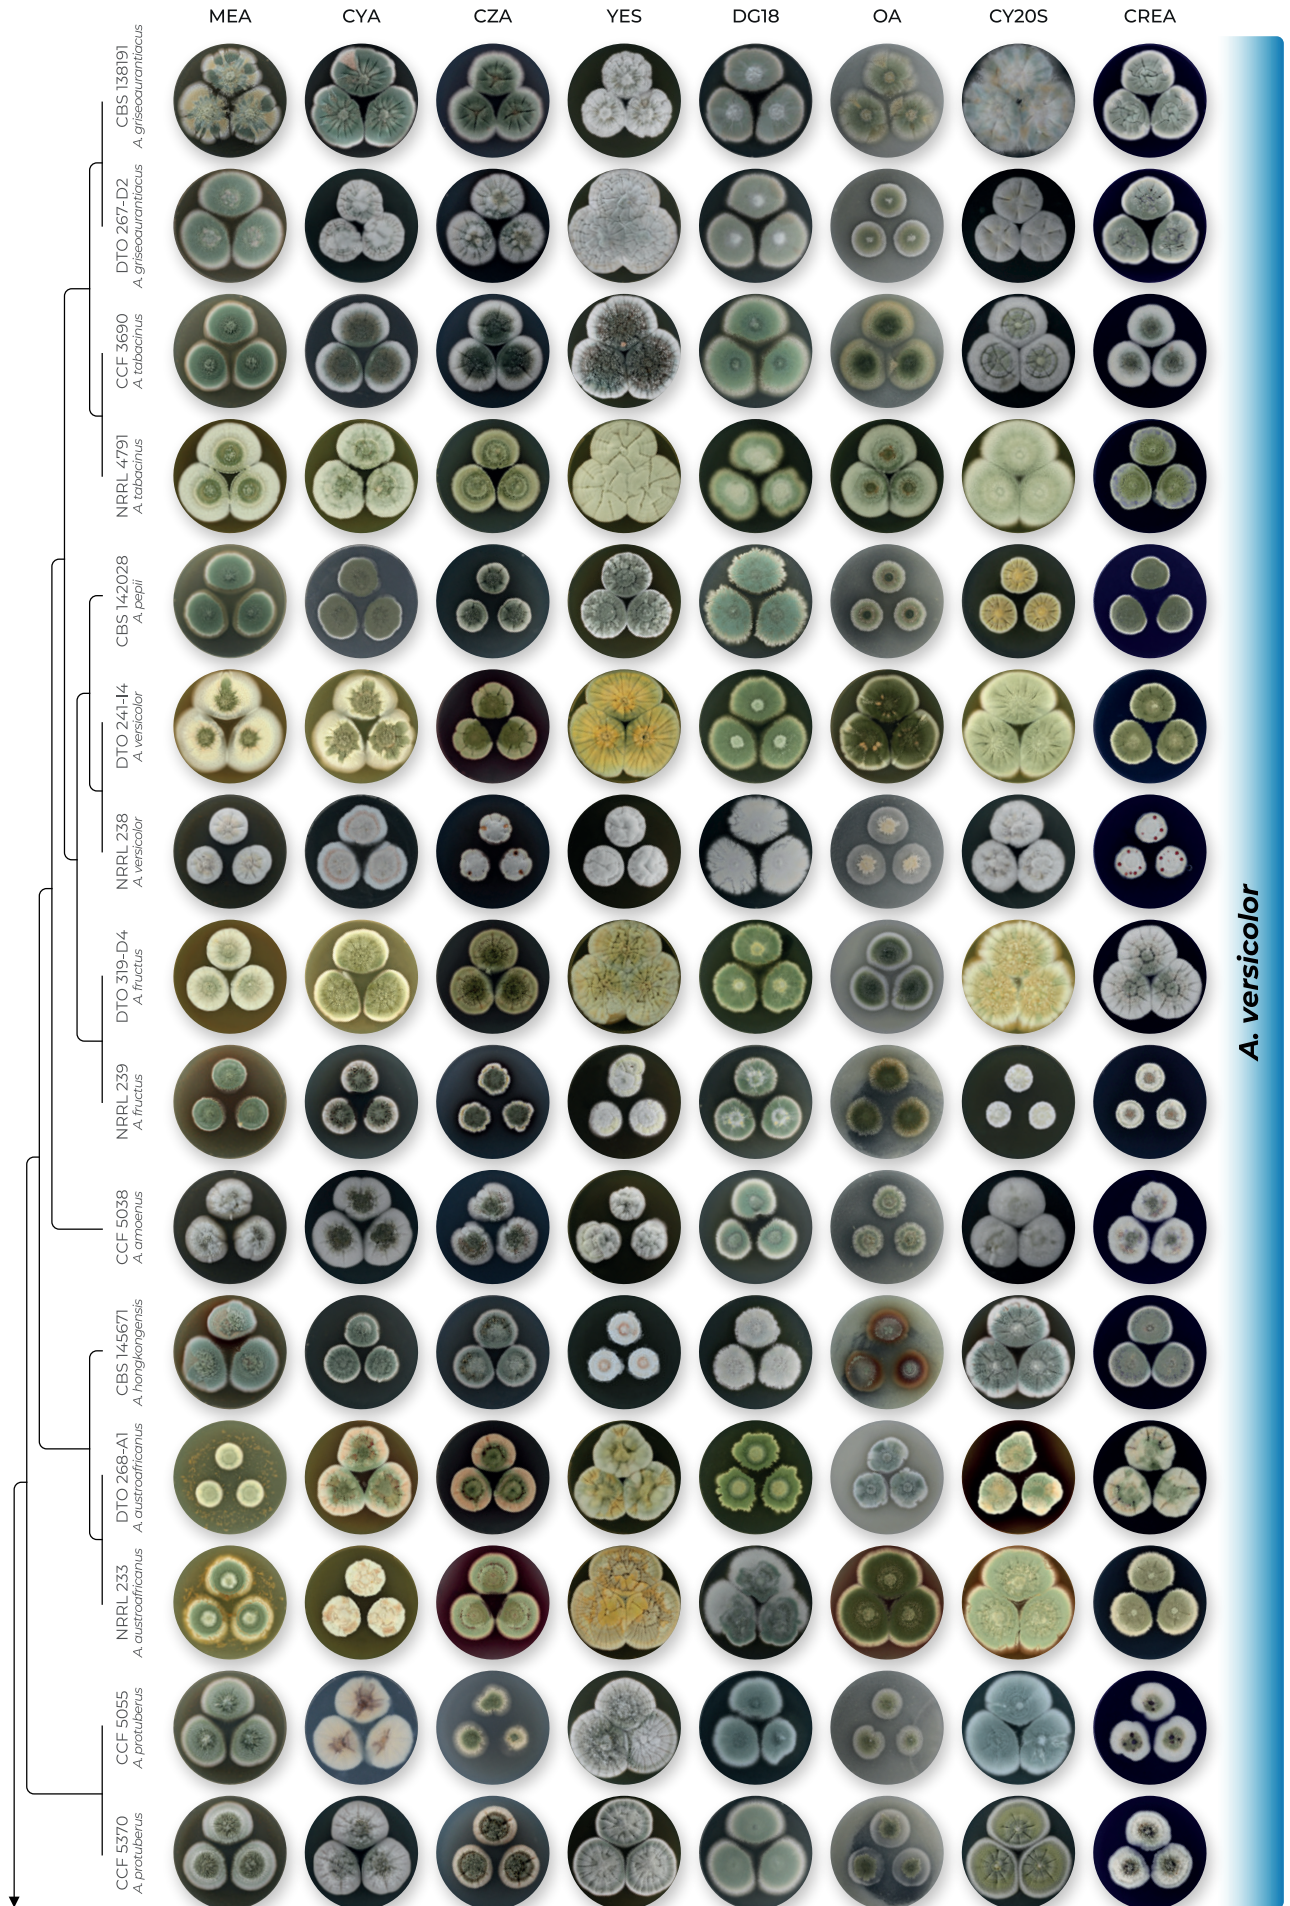 MEA CYA CZA YES DG18 OA CY20S CREA
CBS 138191
A. griseoaurantiacus
DTO 267-D2
A. griseoaurantiacus
CCF 3690
A. tabacinus
NRRL 4791
A. tabacinus
CBS 142028
A. pepii
DTO 241-I4
A. versicolor
NRRL 238
A. versicolor
DTO 319-D4
A. fructus
NRRL 239
A. fructus
CCF 5038
A. amoenus
CBS 145671
A. hongkongensis
DTO 268-A1
A. austroafricanus
NRRL 233
A. austroafricanus
CCF 5055
A. protuberus
CCF 5370
A. protuberus
A. versicolor